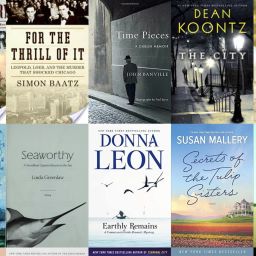 FOR THE
THRILL OF IT
LEOPOLD, LOEB, AND THE MURDER
THAT SHOCKED CHICAGO
SIMON BAATZ
Time Pieces
A DUBLIN MEMOIR
JOHN BANVILLE
DEAN
KOONTZ
THE CITY
Seaworthy
Linda Greenlaw
DONNA
LEON
Earthly Remains
SUSAN MALLERY
Secrets of
the Tulip
Sisters